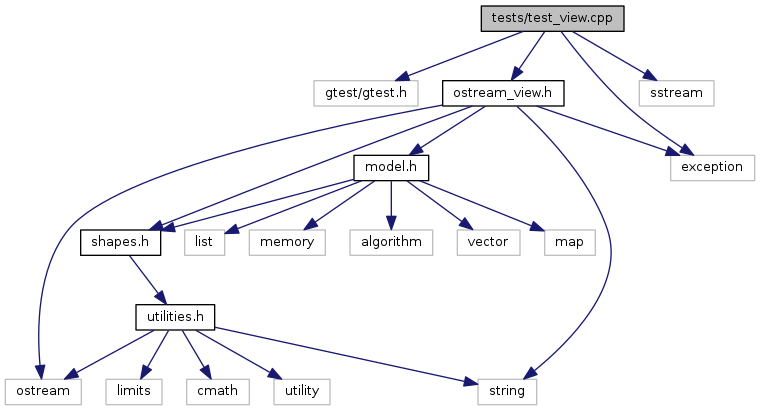 tests/test_view.cpp
gtest/gtest.h
ostream_view.h
sstream
model.h
exception
shapes.h
list
memory
algorithm
vector
map
utilities.h
ostream
limits
cmath
utility
string